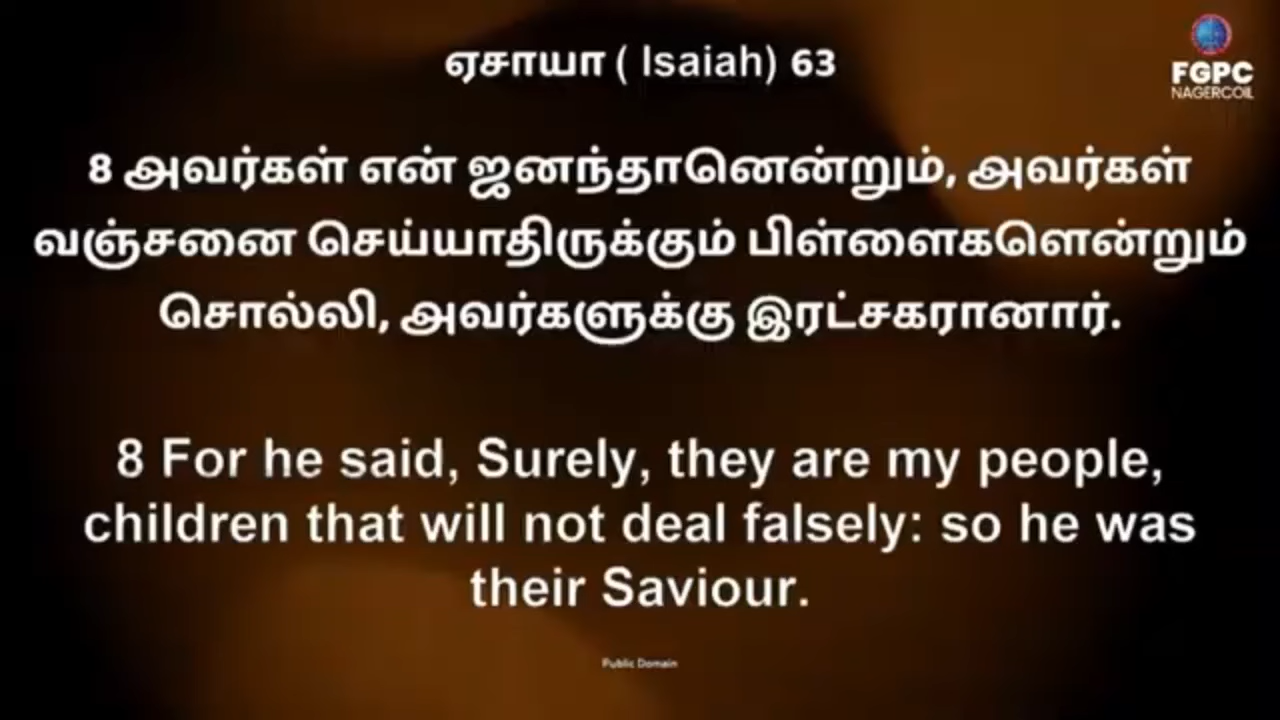 ஏசாயா ( Isaiah) 63
FGPC
NAGERCOIL
8 அவர்கள் என் ஜனந்தானென்றும், அவர்கள்
வஞ்சனை செய்யாதிருக்கும் பிள்ளைகளென்றும்
சொல்லி, அவர்களுக்கு இரட்சகரானார்.
8 For he said, Surely, they are my people,
children that will not deal falsely: so he was
their Saviour.
Public Domain